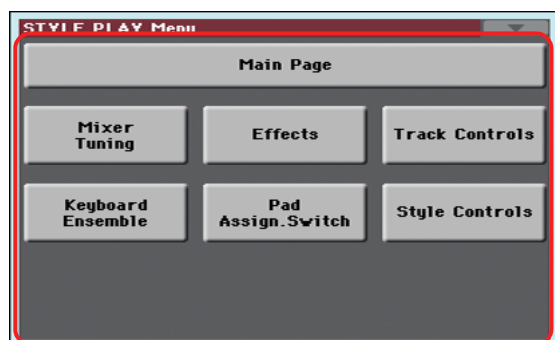 STYLE PLAY Menu
Main Page
Mixer
Tuning
Effects
Track Controls
Keyboard
Ensemble
Pad
Assign.Switch
Style Controls